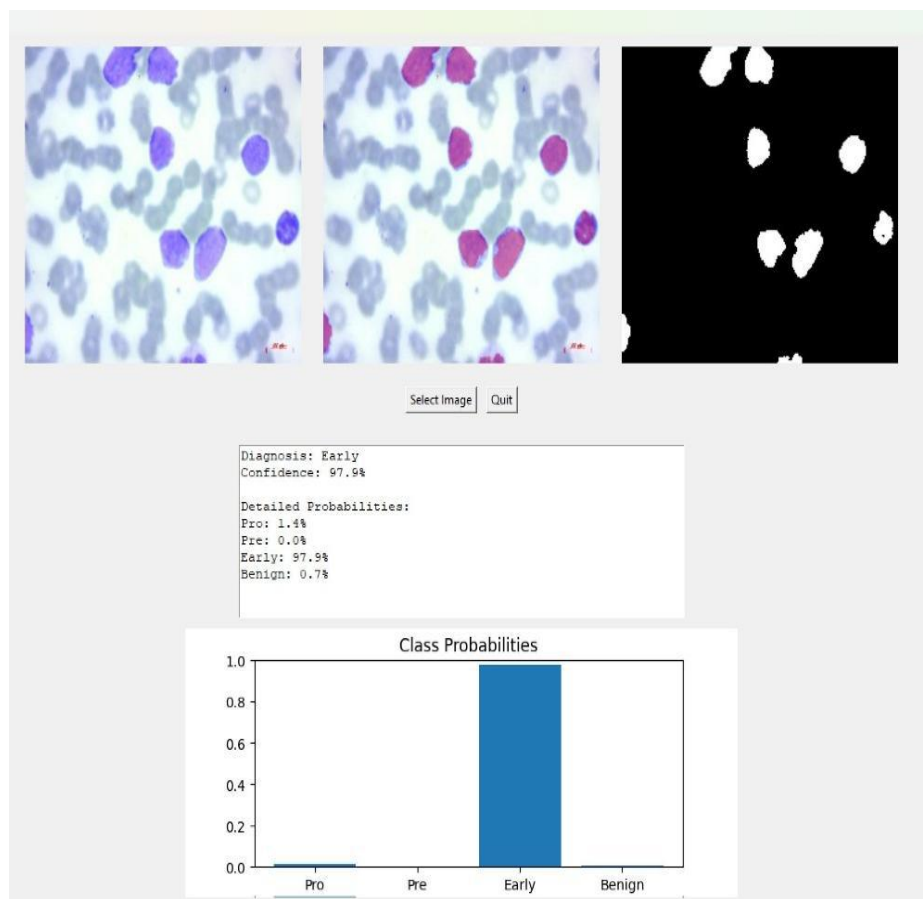 Select Image Quit
Diagnosis: Early
Confidence: 97.9%
Detailed Probabilities:
Pro: 1.4%
Pre: 0.0%
Early: 97.9%
Benign: 0.7%
Class Probabilities
1.0
0.8
0.6
0.4
0.2
0.0
Pro Pre Early Benign